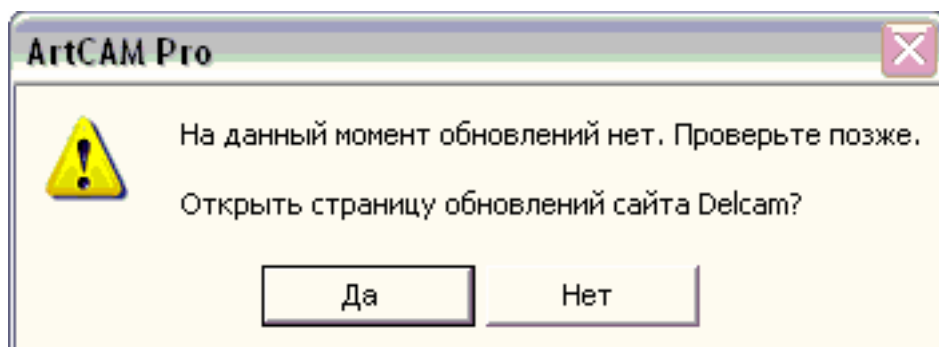 ArtCAM Pro
На данный момент обновлений нет. Проверьте позже.
Открыть страницу обновлений сайта Delcam?
Да
Нет